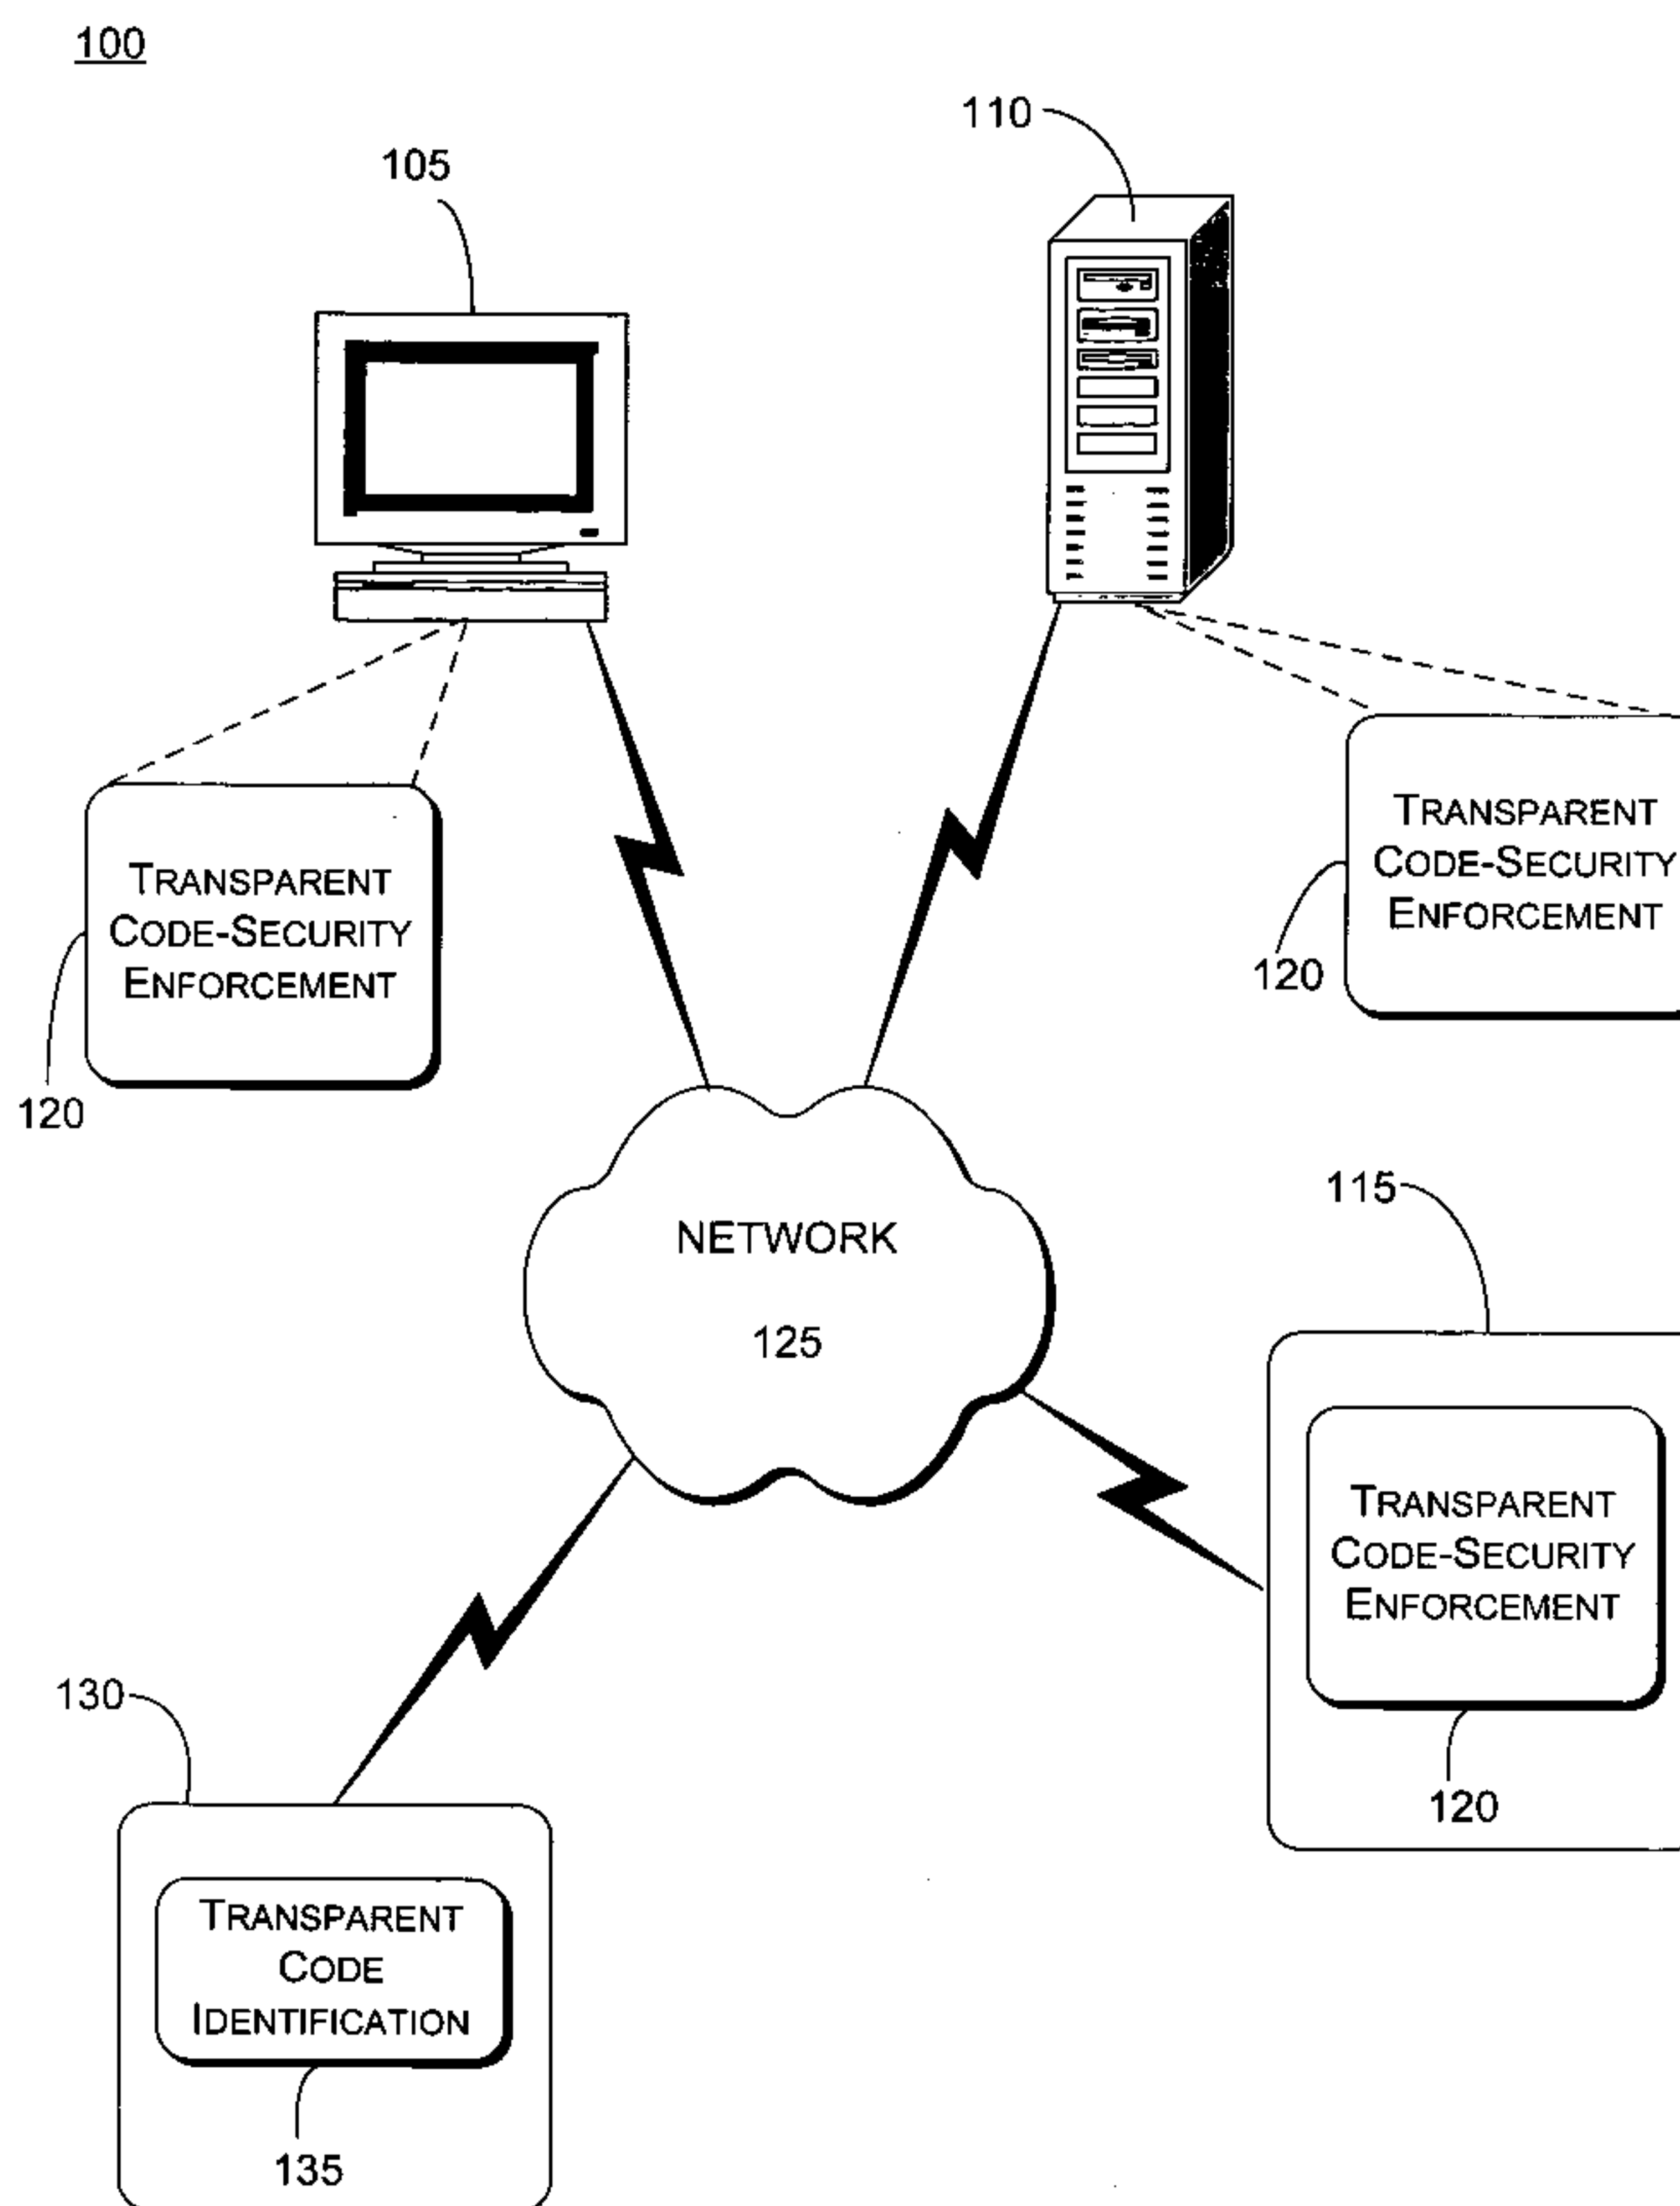 100
105
110
TRANSPARENT
CODE-SECURITY
ENFORCEMENT
120
TRANSPARENT
CODE-SECURITY
ENFORCEMENT
120
NETWORK
125
115
TRANSPARENT
CODE-SECURITY
ENFORCEMENT
120
130
TRANSPARENT
CODE
IDENTIFICATION
135